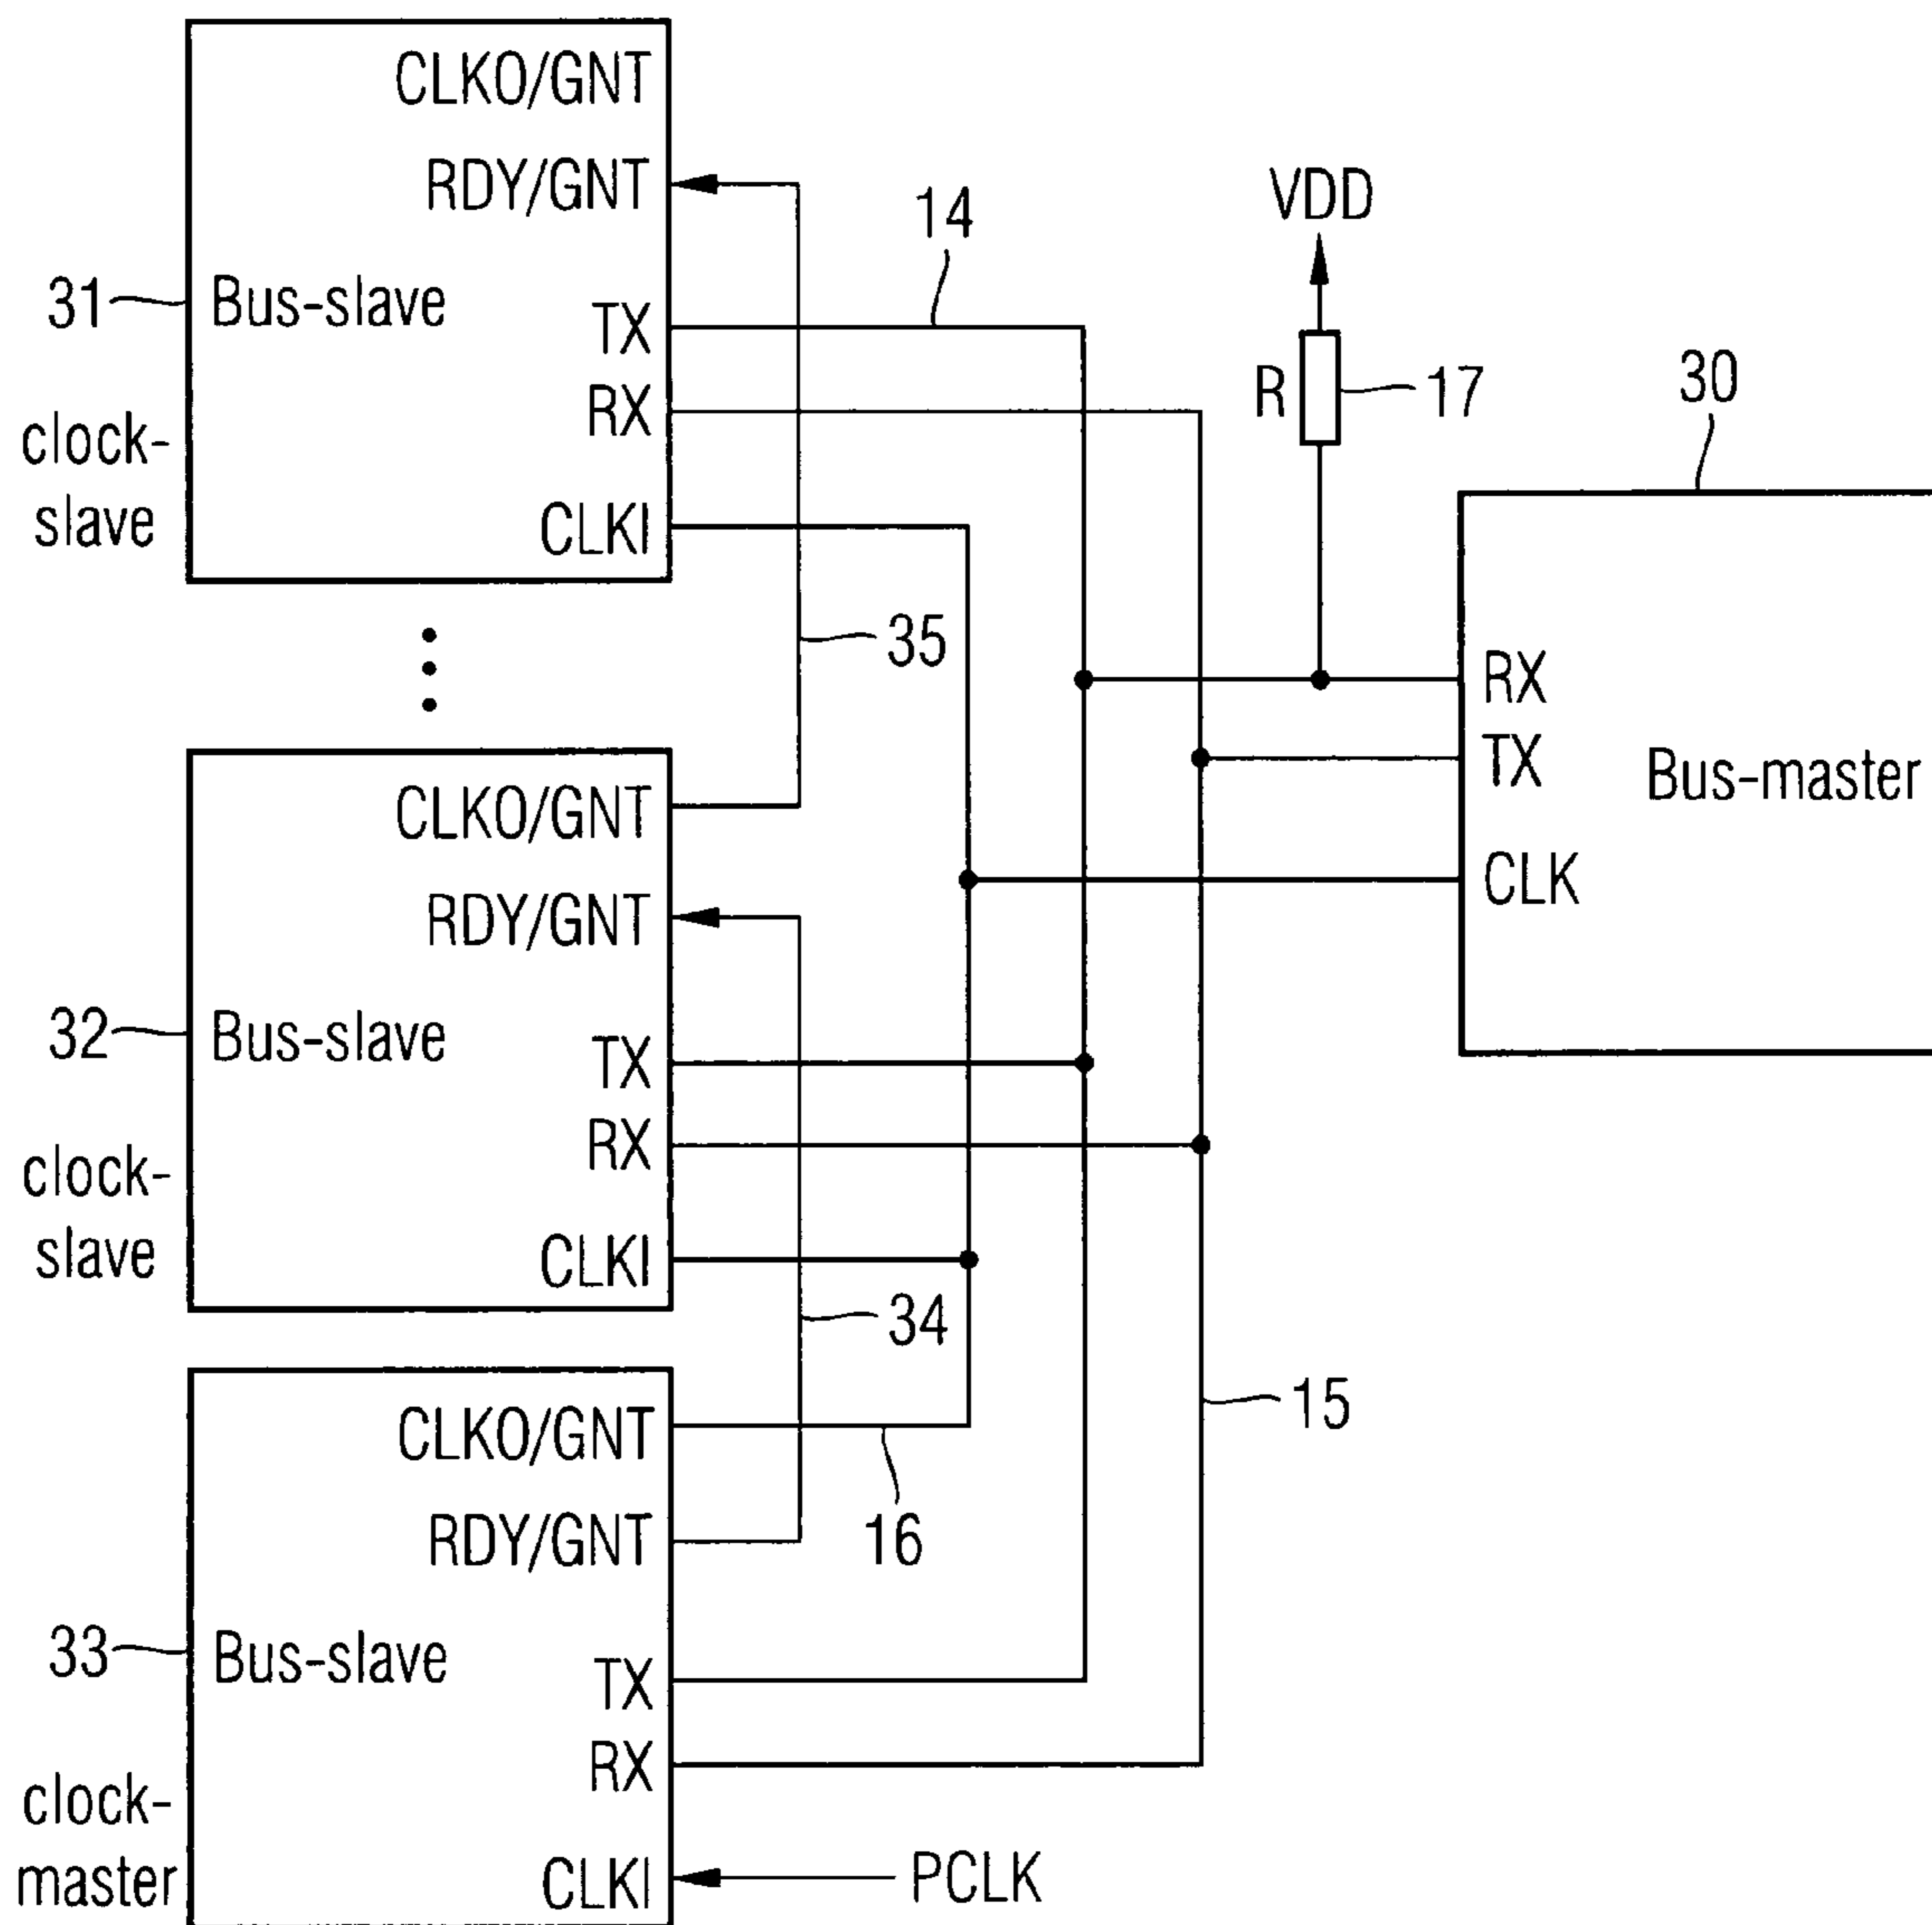 CLKO/GNT
RDY/GNT
31
Bus-slave
TX
RX
clock-
slave
CLKI
14
VDD
R
17
30
35
RX
TX
Bus-master
CLK
CLKO/GNT
RDY/GNT
32
Bus-slave
TX
RX
clock-
slave
CLKI
34
15
CLKO/GNT
16
RDY/GNT
33
Bus-slave
TX
RX
clock-
master
CLKI
PCLK